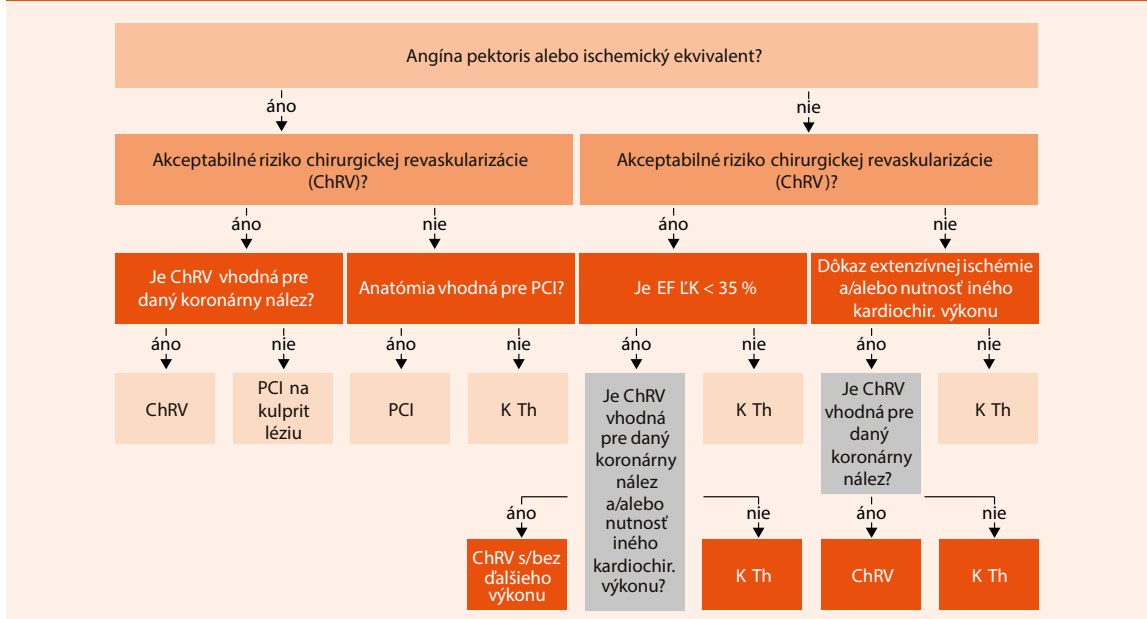 Angína pektoris alebo ischemický ekvivalent?
áno
nie
Akceptabilné riziko chirurgickej revaskularizácie
(ChRV)?
Akceptabilné riziko chirurgickej revaskularizácie
(ChRV)?
áno
nie
áno
nie
Je ChRV vhodná pre
daný koronárny nález?
Anatómia vhodná pre PCI?
Je EF ĽK < 35 %
Dôkaz extenzívnej ischémie
a/alebo nutnosť iného
kardiochir. výkonu
áno
nie
áno
nie
áno
nie
áno
nie
ChRV
PCI na
kulprit
léziu
PCI
K Th
Je ChRV
vhodná
pre daný
koronárny
nález
a/alebo
nutnosť
iného
kardiochir.
výkonu?
K Th
Je ChRV
vhodná pre
daný
koronárny
nález?
K Th
áno
nie
áno
nie
ChRV s/bez
ďalšieho
výkonu
K Th
ChRV
K Th